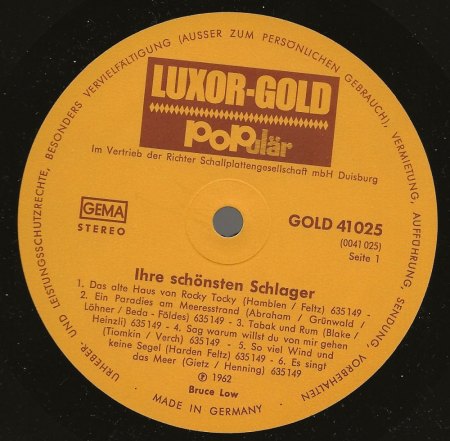 URHEBER- UND LEISTUNGSSCHUTZRECHTE, BESONDERS VERVIELFÄLTIGUNG (AUSSER ZUM PERSÖNLICHEN GEBRAUCH), VERMIETUNG, AUFFÜHRUNG, SENDUNG, VORBEHALTEN
LUXOR-GOLD
POPulär
Im Vertrieb der Richter Schallplattengesellschaft mbH Duisburg
GEMA
STEREO
GOLD 41025
(0041 025)
Seite 1
Ihre schönsten Schlager
1. Das alte Haus von Rocky Tocky (Hamblen / Feltz) 635149 -
2. Ein Paradies am Meeresstrand (Abraham / Grünwald /
Löhner / Beda - Földes) 635149 - 3. Tabak und Rum (Blake /
Heinzli) 635149 - 4. Sag warum willst du von mir gehen
(Tiomkin / Verch) 635149 - 5. So viel Wind und
keine Segel (Harden Feltz) 635149 - 6. Es singt
das Meer (Gietz / Henning) 635149
℗ 1962
Bruce Low
MADE IN GERMANY